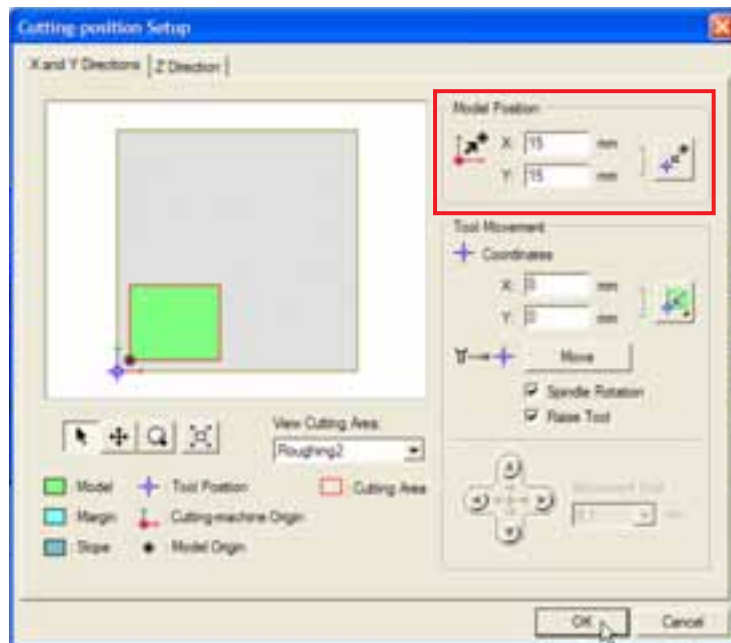 Cutting-position Setup
X and Y Directions
Z Direction
Model Position
X: 15 mm
Y: 15 mm
Tool Movement
Coordinates
X: 0 mm
Y: 0 mm
Move
Spindle Rotation
Raise Tool
View Cutting Area:
Roughing2
Model
Tool Position
Cutting Area
Margin
Cutting-machine Origin
Slope
Model Origin
OK
Cancel